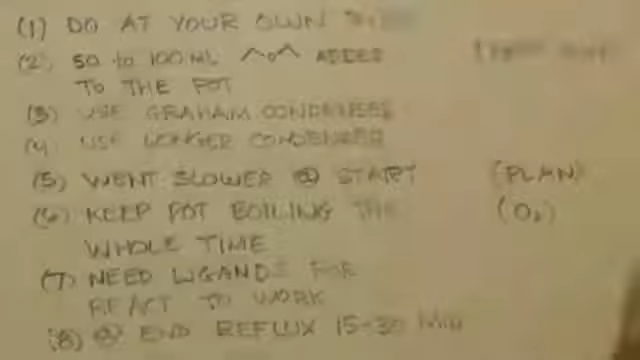 (1) DO AT YOUR OWN
(2) 50 to 100 mL ^o^ ADDED
TO THE POT
(3) USE GRAHAM CONDENSER
(4) USE LONGER CONDENSER
(5) WENT SLOWER @ START (PLAN)
(6) KEEP POT BOILING THE (O₂)
WHOLE TIME
(7) NEED LIGANDS FOR
REACT TO WORK
(8) @ END REFLUX 15-30 MIN